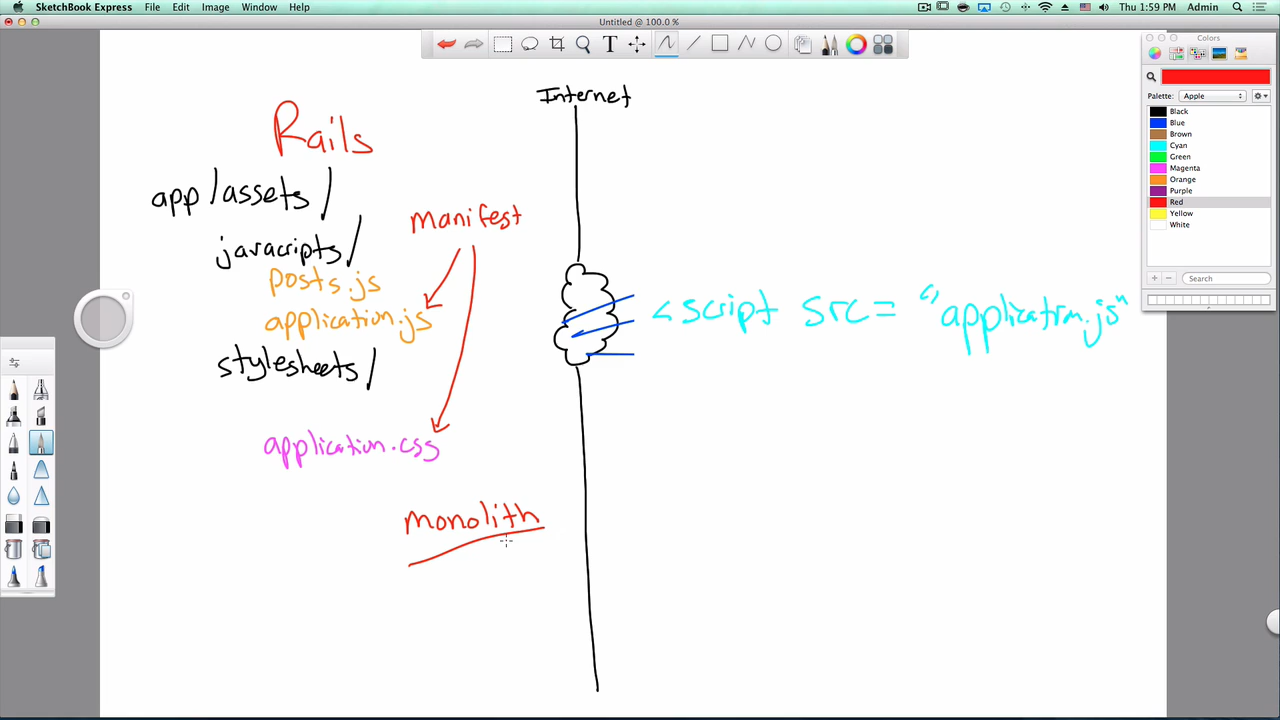 SketchBook Express File Edit Image Window Help
Thu 1:59 PM Admin
Untitled @ 100.0 %
Colors
Palette: Apple
Black
Blue
Brown
Cyan
Green
Magenta
Orange
Purple
Red
Yellow
White
Search
Internet
Rails
app/assets/
manifest
javacripts/
posts.js
application.js
<script src= "application.js"
stylesheets/
application.css
monolith